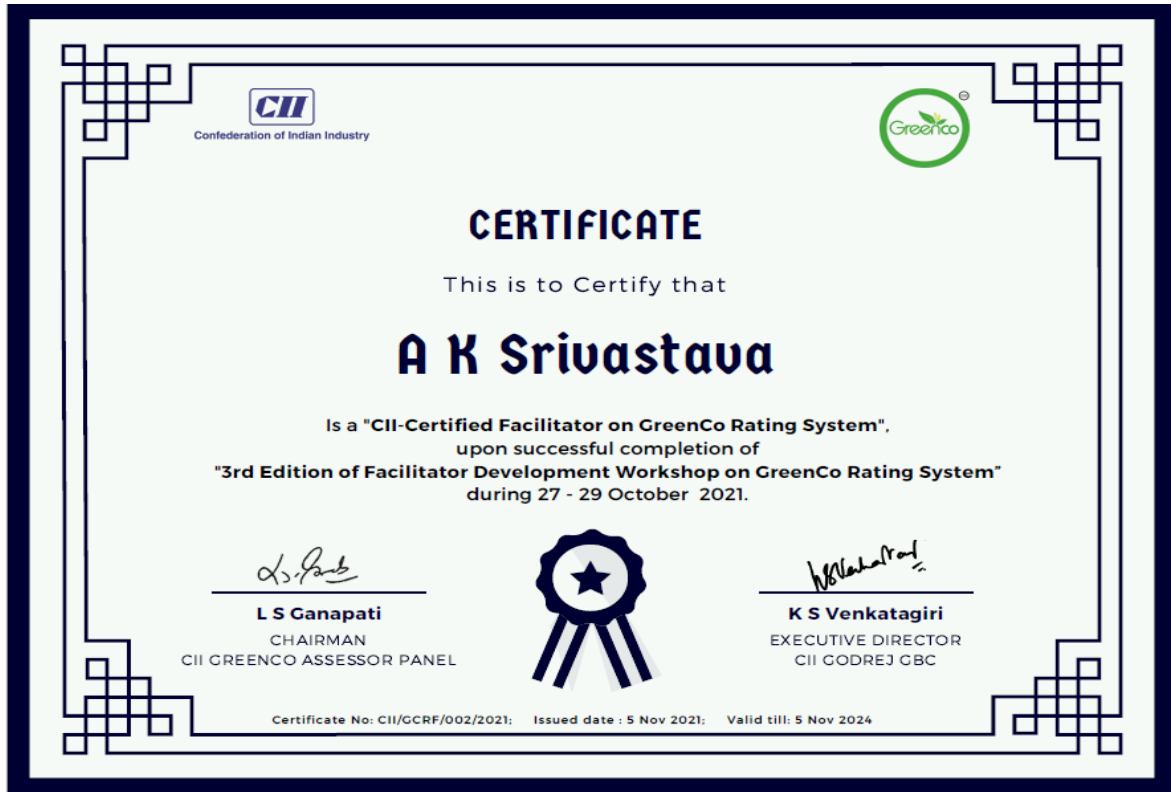 CII
Confederation of Indian Industry
Greenco
CERTIFICATE
This is to Certify that
A K Srivastava
Is a "CII-Certified Facilitator on GreenCo Rating System",
upon successful completion of
"3rd Edition of Facilitator Development Workshop on GreenCo Rating System"
during 27 - 29 October 2021.
L S Ganapati
CHAIRMAN
CII GREENCO ASSESSOR PANEL
K S Venkatagiri
EXECUTIVE DIRECTOR
CII GODREJ GBC
Certificate No: CII/GCRF/002/2021; Issued date : 5 Nov 2021; Valid till: 5 Nov 2024